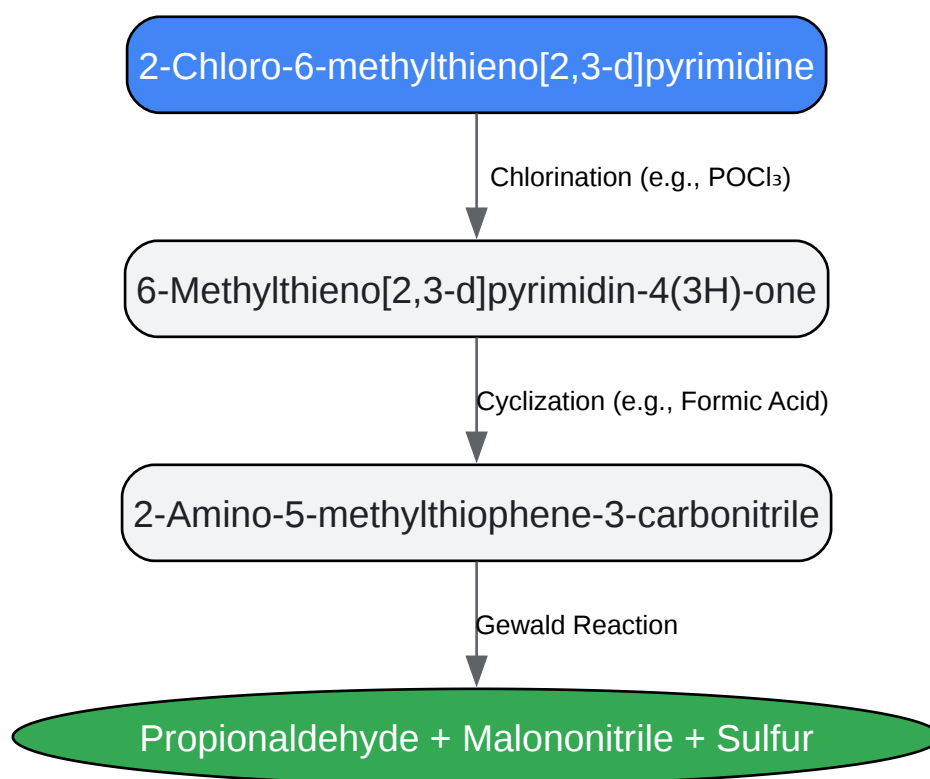 2-Chloro-6-methylthieno[2,3-d]pyrimidine
Chlorination (e.g., POCl₃)
6-Methylthieno[2,3-d]pyrimidin-4(3H)-one
Cyclization (e.g., Formic Acid)
2-Amino-5-methylthiophene-3-carbonitrile
Gewald Reaction
Propionaldehyde + Malononitrile + Sulfur